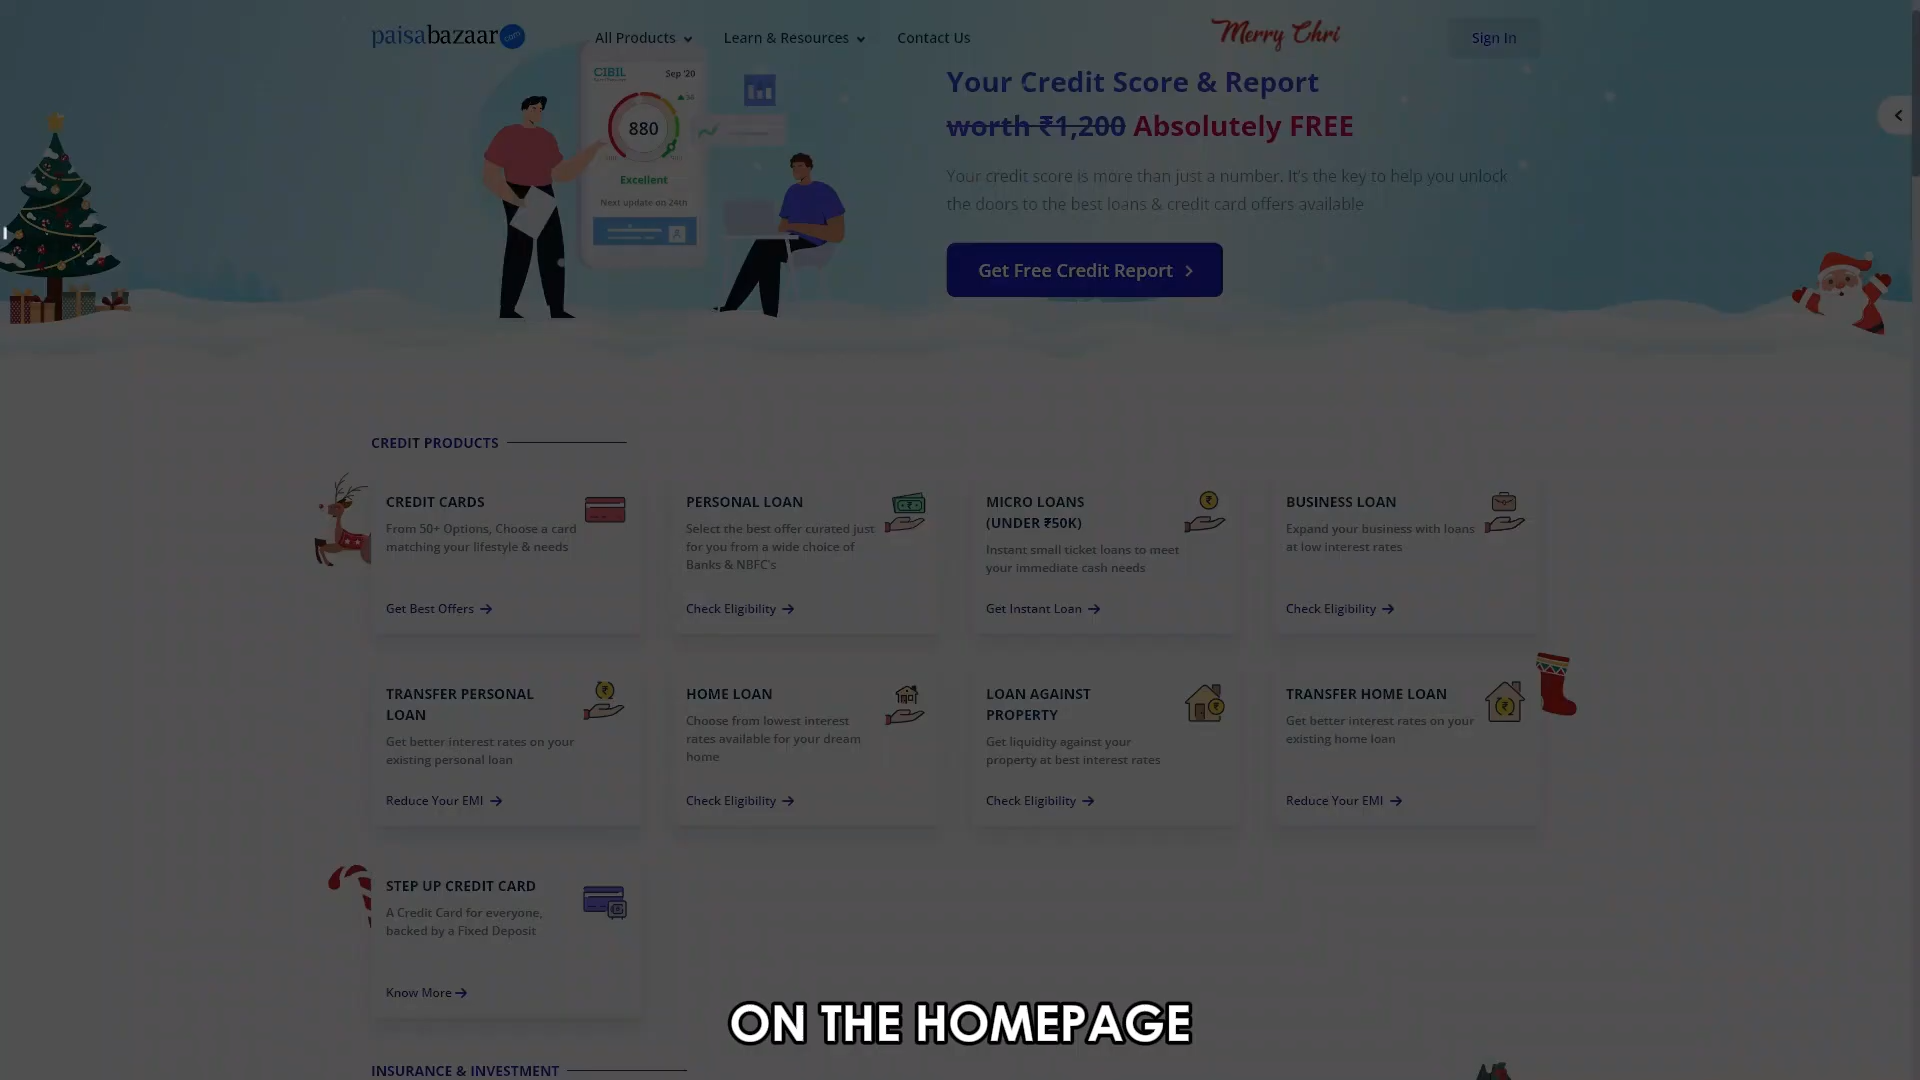 paisabazaar.com
All Products
Learn & Resources
Contact Us
Merry Chri
Sign In
CIBIL
Sep '20
34
880
Excellent
Next update on 24th
Your Credit Score & Report
worth ₹1,200 Absolutely FREE
Your credit score is more than just a number. It's the key to help you unlock
the doors to the best loans & credit card offers available
Get Free Credit Report
CREDIT PRODUCTS
CREDIT CARDS
From 50+ Options, Choose a card
matching your lifestyle & needs
Get Best Offers
PERSONAL LOAN
Select the best offer curated just
for you from a wide choice of
Banks & NBFC's
Check Eligibility
MICRO LOANS
(UNDER ₹50K)
Instant small ticket loans to meet
your immediate cash needs
Get Instant Loan
BUSINESS LOAN
Expand your business with loans
at low interest rates
Check Eligibility
TRANSFER PERSONAL
LOAN
Get better interest rates on your
existing personal loan
Reduce Your EMI
HOME LOAN
Choose from lowest interest
rates available for your dream
home
Check Eligibility
LOAN AGAINST
PROPERTY
Get liquidity against your
property at best interest rates
Check Eligibility
TRANSFER HOME LOAN
Get better interest rates on your
existing home loan
Reduce Your EMI
STEP UP CREDIT CARD
A Credit Card for everyone,
backed by a Fixed Deposit
Know More
ON THE HOMEPAGE
INSURANCE & INVESTMENT